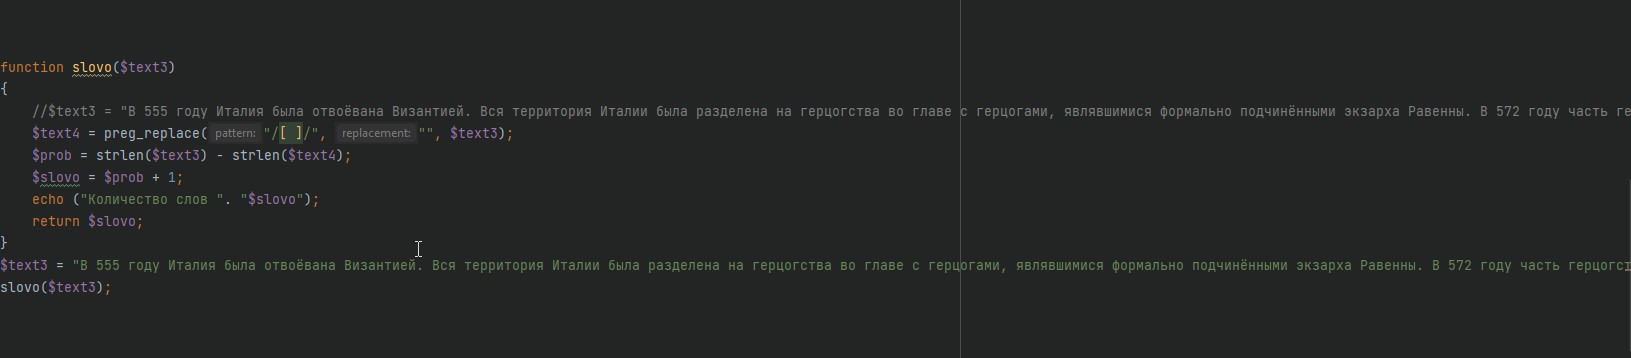 function slovo($text3)
{
//$text3 = "В 555 году Италия была отвоёвана Византией. Вся территория Италии была разделена на герцогства во главе с герцогами, являвшимися формально подчинёнными экзарха Равенны. В 572 году часть ге
$text4 = preg_replace( pattern: "/[ ]/", replacement: "", $text3);
$prob = strlen($text3) - strlen($text4);
$slovo = $prob + 1;
echo ("Количество слов ". "$slovo");
return $slovo;
}
$text3 = "В 555 году Италия была отвоёвана Византией. Вся территория Италии была разделена на герцогства во главе с герцогами, являвшимися формально подчинёнными экзарха Равенны. В 572 году часть герцогст
slovo($text3);